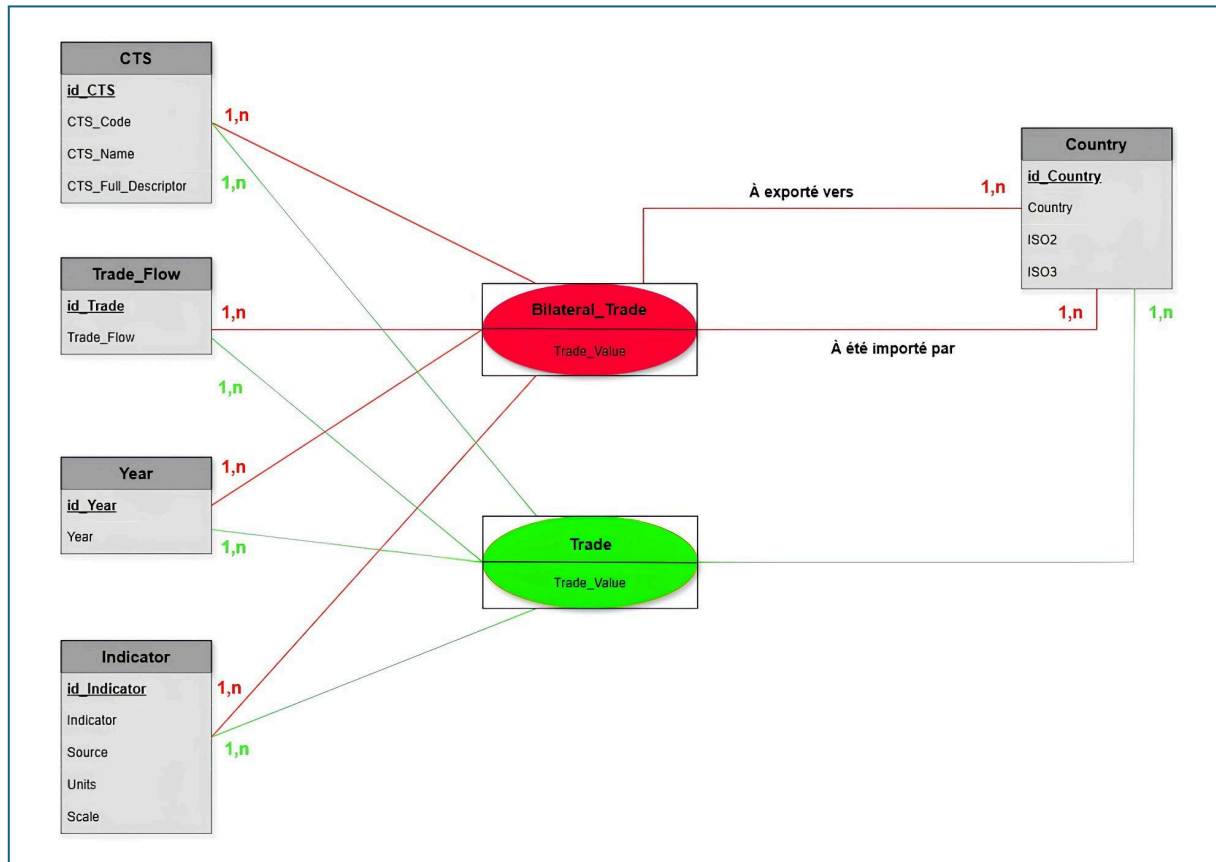 CTS
id_CTS
CTS_Code
CTS_Name
CTS_Full_Descriptor
1,n
1,n
Trade_Flow
id_Trade
Trade_Flow
1,n
1,n
Year
id_Year
Year
1,n
1,n
Indicator
id_Indicator
Indicator
Source
Units
Scale
1,n
1,n
Bilateral_Trade
Trade_Value
Trade
Trade_Value
À exporté vers
1,n
À été importé par
1,n
1,n
Country
id_Country
Country
ISO2
ISO3